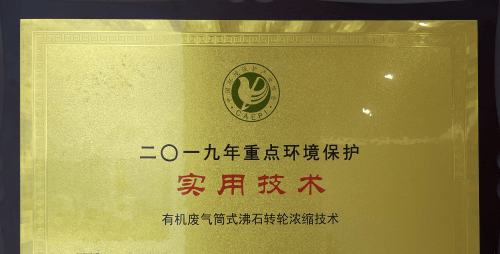 CAEPI
二〇一九年重点环境保护
实用技术
有机废气筒式沸石转轮浓缩技术